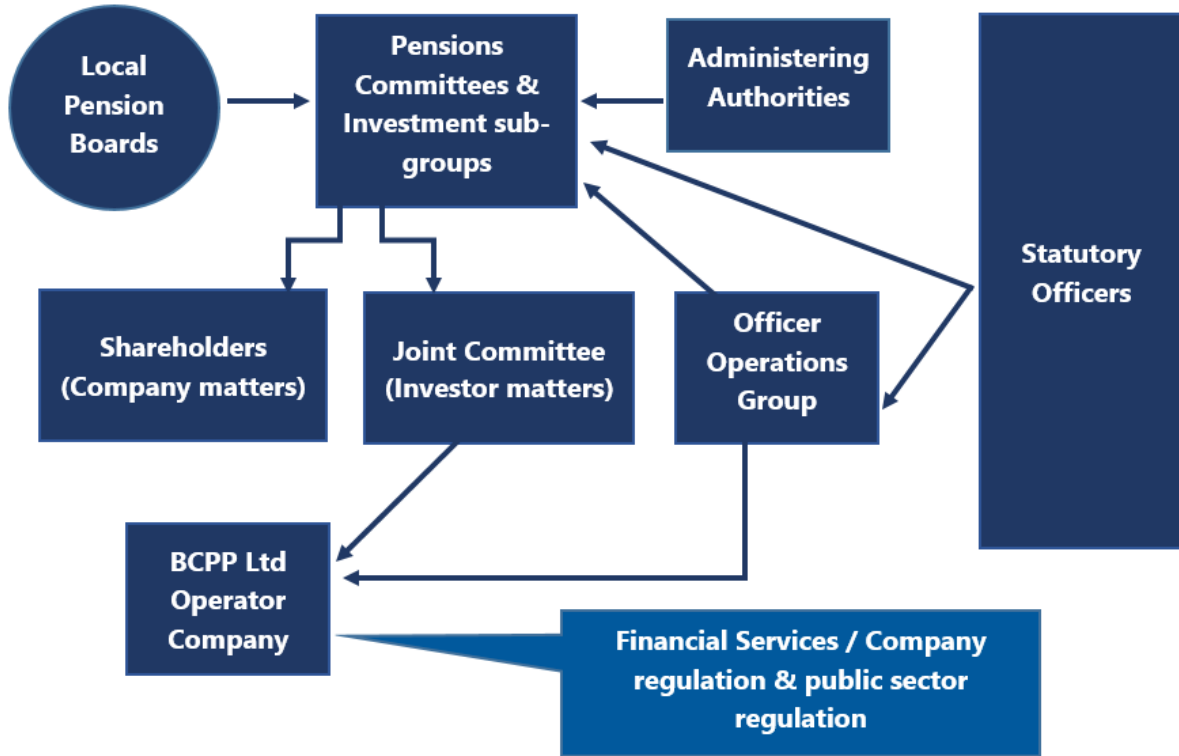 Local
Pension
Boards
Pensions
Committees &
Investment sub-
groups
Administering
Authorities
Statutory
Officers
Shareholders
(Company matters)
Joint Committee
(Investor matters)
Officer
Operations
Group
BCPP Ltd
Operator
Company
Financial Services / Company
regulation & public sector
regulation